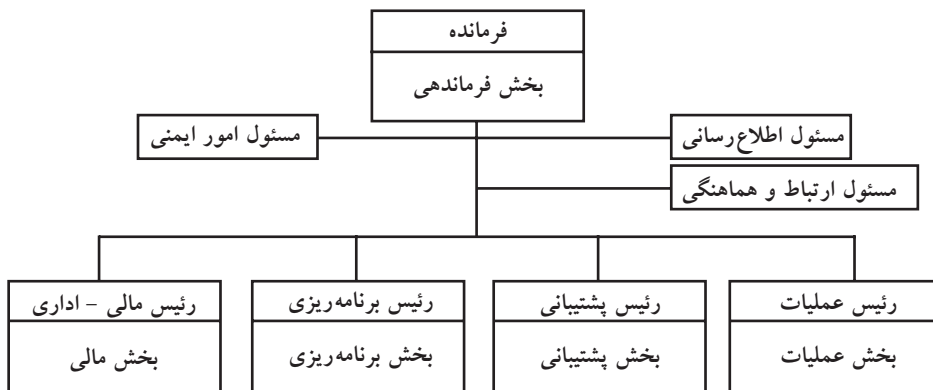 فرمانده
بخش فرماندهی
مسئول اطلاع‌رسانی
مسئول امور ایمنی
مسئول ارتباط و هماهنگی
رئیس عملیات
بخش عملیات
رئیس پشتیبانی
بخش پشتیبانی
رئیس برنامه‌ریزی
بخش برنامه‌ریزی
رئیس مالی – اداری
بخش مالی